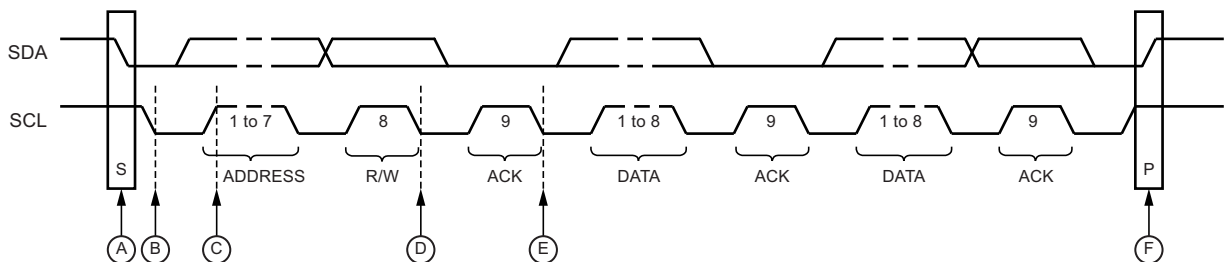 SDA
SCL
1 to 7
8
9
1 to 8
9
1 to 8
9
S
ADDRESS
R/W
ACK
DATA
ACK
DATA
ACK
P
A
B
C
D
E
F